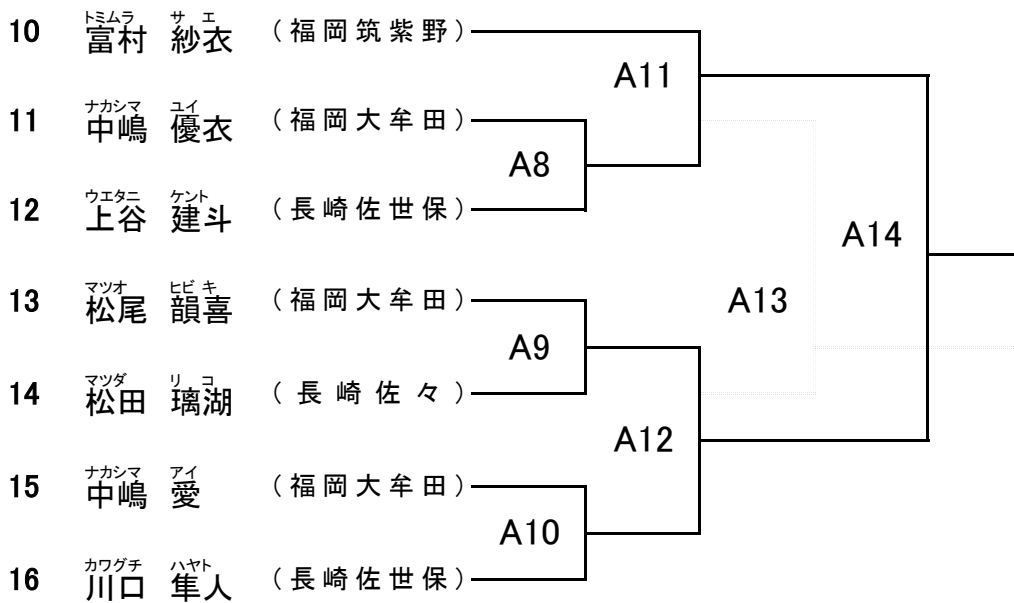 トミムラ サエ
10 富村 紗衣 (福岡筑紫野)
A11
ナカシマ ユイ
11 中嶋 優衣 (福岡大牟田)
A8
ウエタニ ケント
12 上谷 建斗 (長崎佐世保)
A14
マツオ ヒビキ
13 松尾 韻喜 (福岡大牟田)
A13
A9
マツダ リコ
14 松田 璃湖 (長崎佐々)
A12
ナカシマ アイ
15 中嶋 愛 (福岡大牟田)
A10
カワグチ ハヤト
16 川口 隼人 (長崎佐世保)